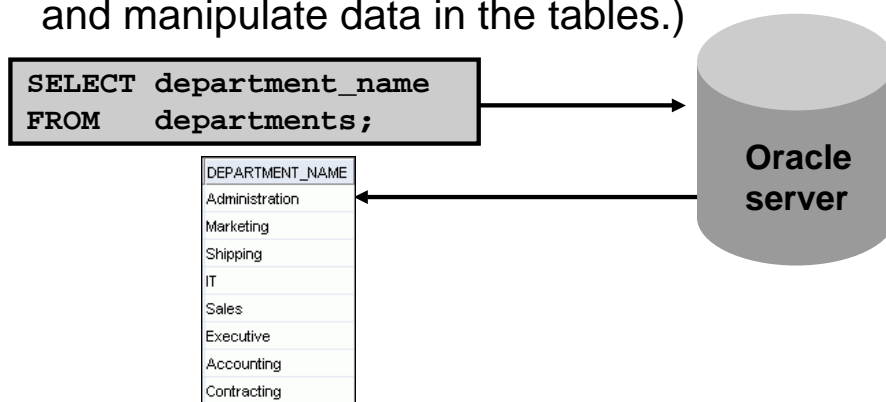 and manipulate data in the tables.)
SELECT department_name
FROM departments;
Oracle
server
DEPARTMENT_NAME
Administration
Marketing
Shipping
IT
Sales
Executive
Accounting
Contracting